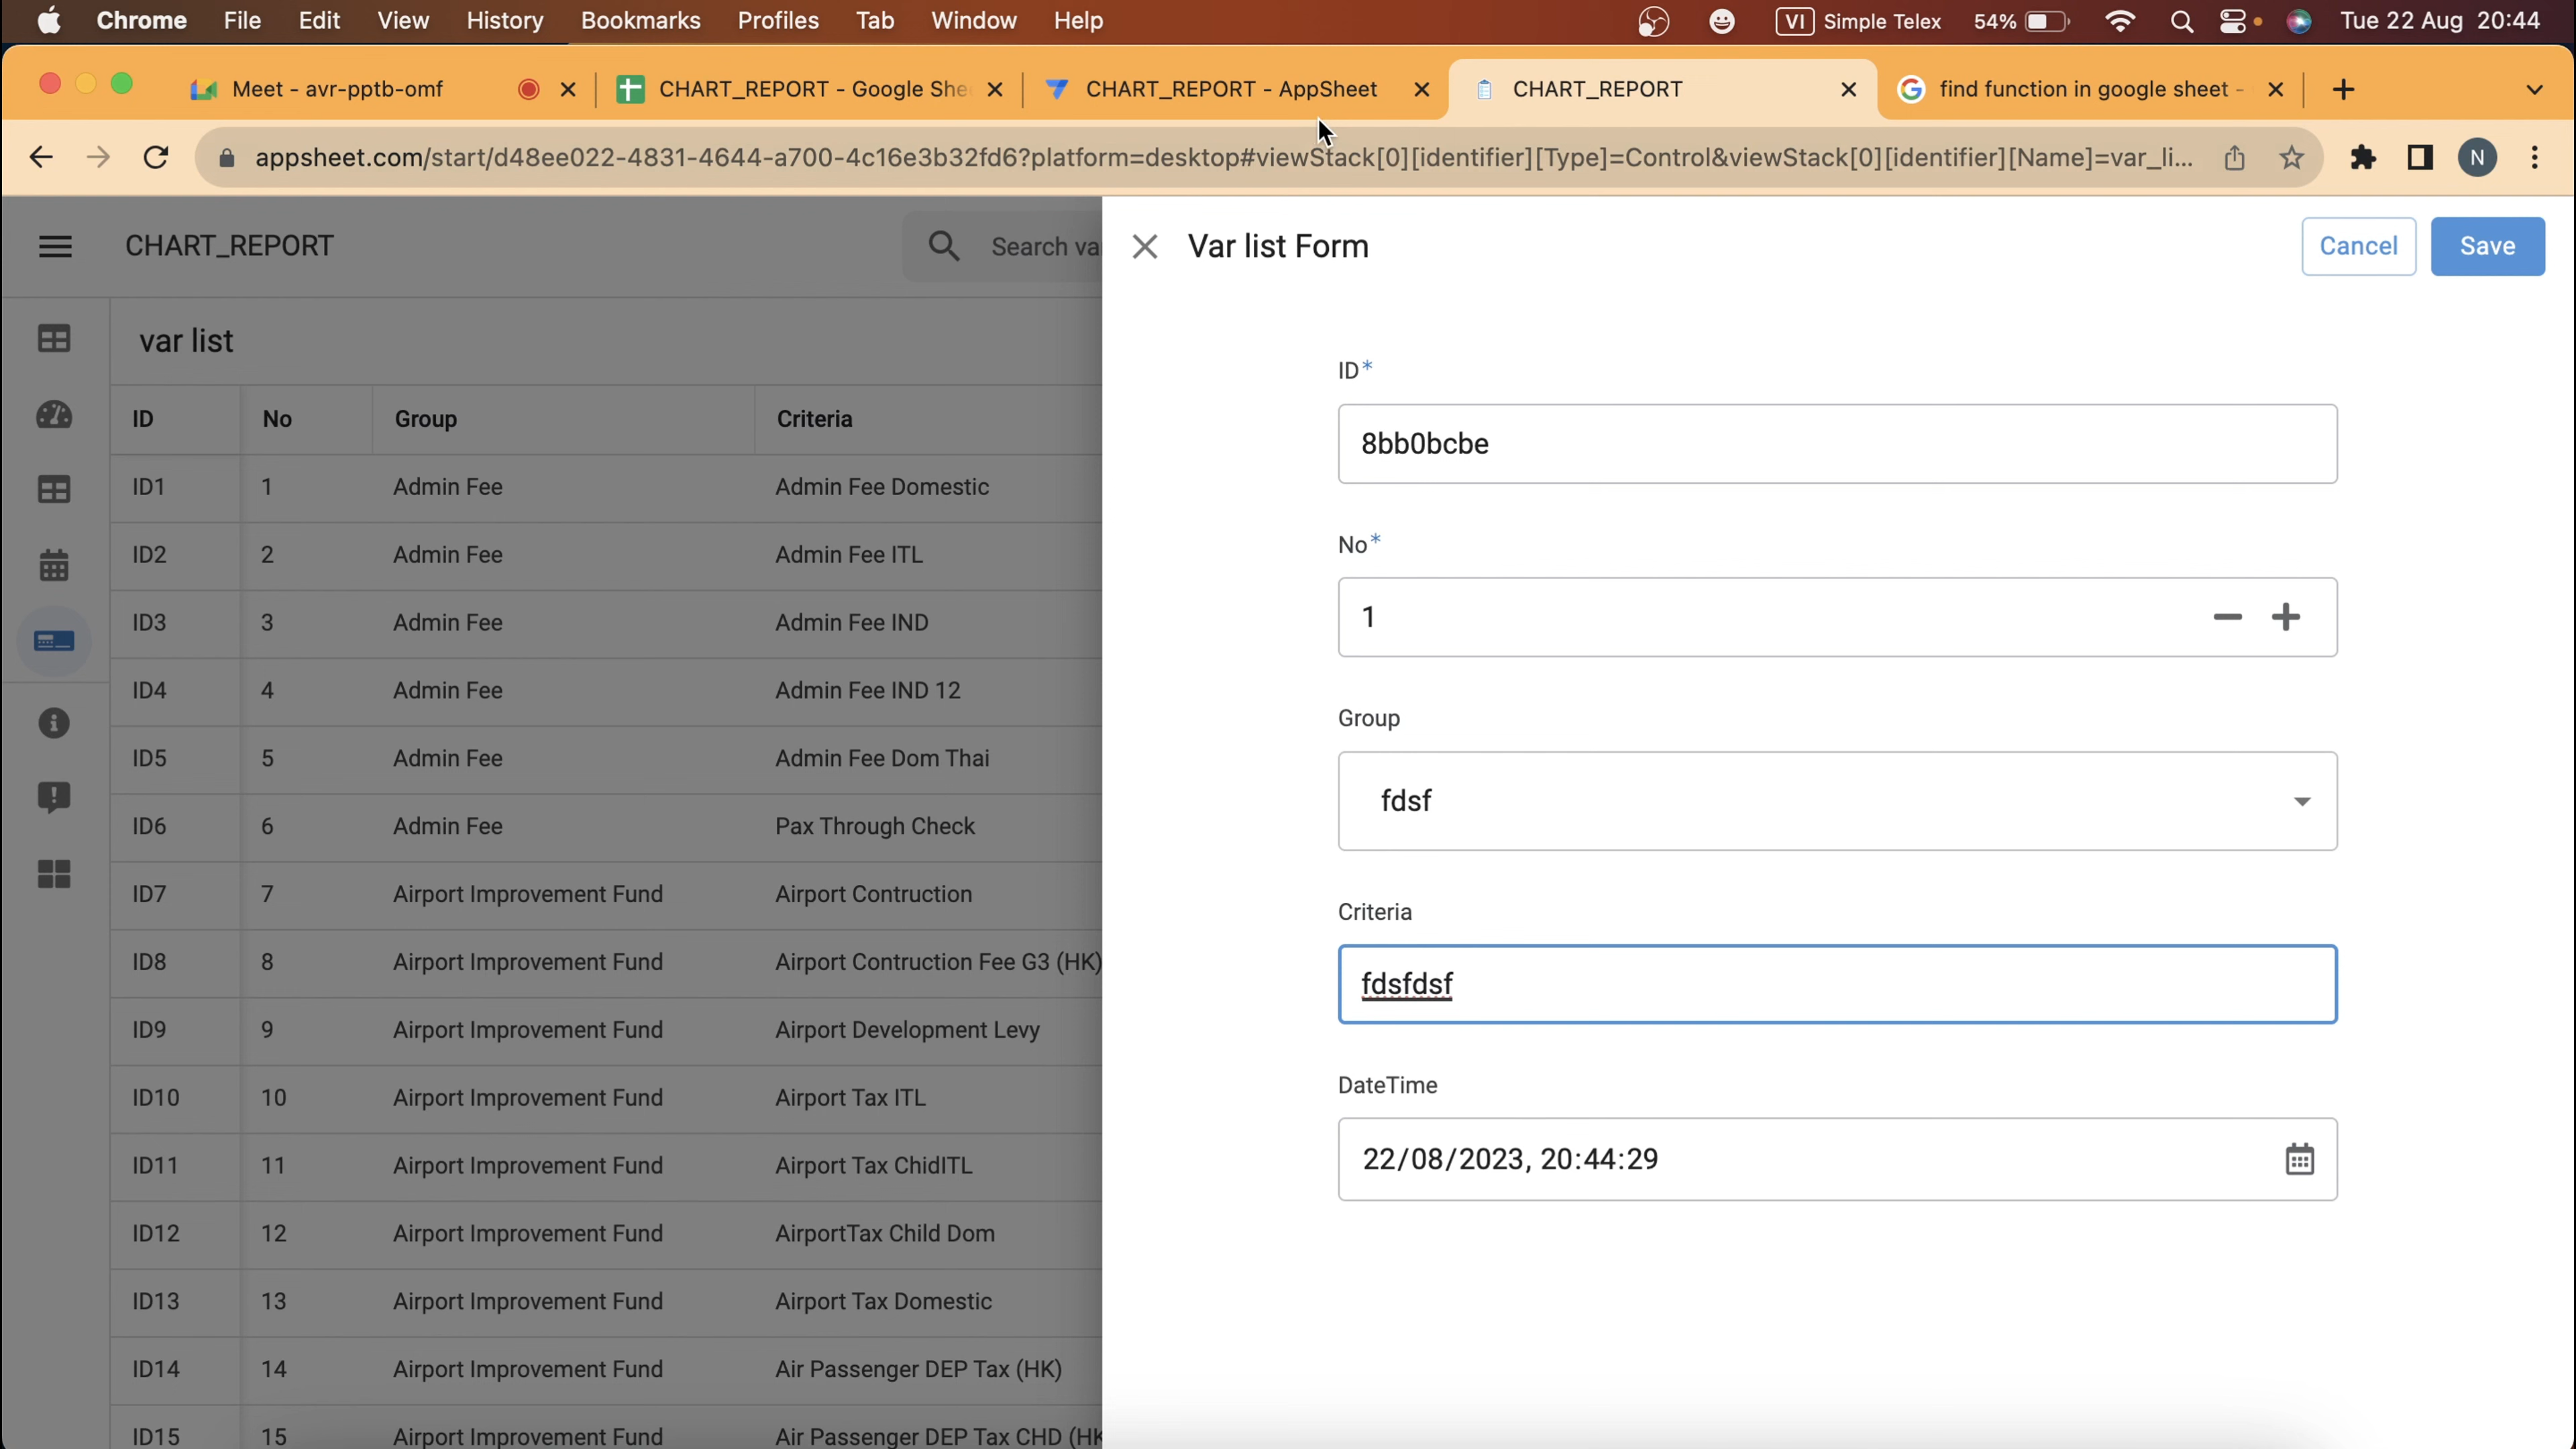 Chrome File Edit View History Bookmarks Profiles Tab Window Help VI Simple Telex 54% Tue 22 Aug 20:44
Meet - avr-pptb-omf CHART_REPORT - Google She CHART_REPORT - AppSheet CHART_REPORT find function in google sheet -
appsheet.com/start/d48ee022-4831-4644-a700-4c16e3b32fd6?platform=desktop#viewStack[0][identifier][Type]=Control&viewStack[0][identifier][Name]=var_li... N
CHART_REPORT Search va Var list Form Cancel Save
var list
ID No Group Criteria
ID1 1 Admin Fee Admin Fee Domestic
ID2 2 Admin Fee Admin Fee ITL
ID3 3 Admin Fee Admin Fee IND
ID4 4 Admin Fee Admin Fee IND 12
ID5 5 Admin Fee Admin Fee Dom Thai
ID6 6 Admin Fee Pax Through Check
ID7 7 Airport Improvement Fund Airport Contruction
ID8 8 Airport Improvement Fund Airport Contruction Fee G3 (HK)
ID9 9 Airport Improvement Fund Airport Development Levy
ID10 10 Airport Improvement Fund Airport Tax ITL
ID11 11 Airport Improvement Fund Airport Tax ChidITL
ID12 12 Airport Improvement Fund AirportTax Child Dom
ID13 13 Airport Improvement Fund Airport Tax Domestic
ID14 14 Airport Improvement Fund Air Passenger DEP Tax (HK)
ID15 15 Airport Improvement Fund Air Passenger DEP Tax CHD (HK
ID*
8bb0bcbe
No*
1
Group
fdsf
Criteria
fdsfdsf
DateTime
22/08/2023, 20:44:29